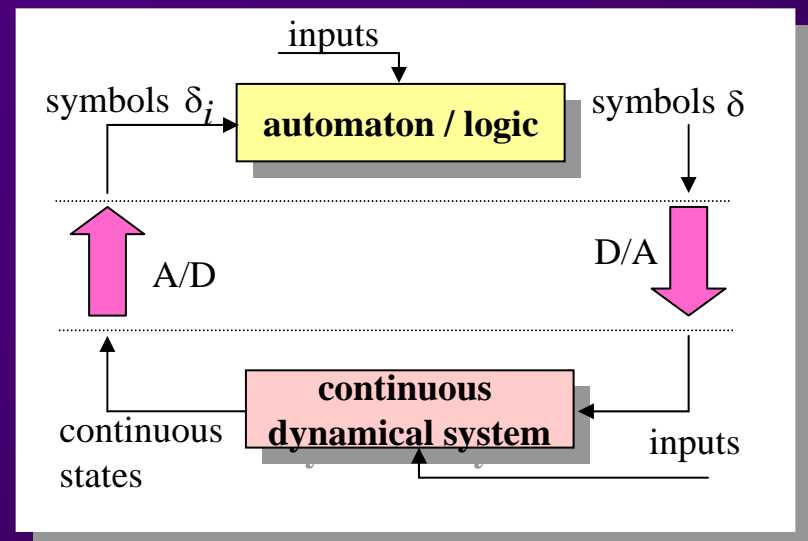 inputs
symbols δi
automaton / logic
symbols δ
A/D
D/A
continuous
dynamical system
continuous
states
inputs